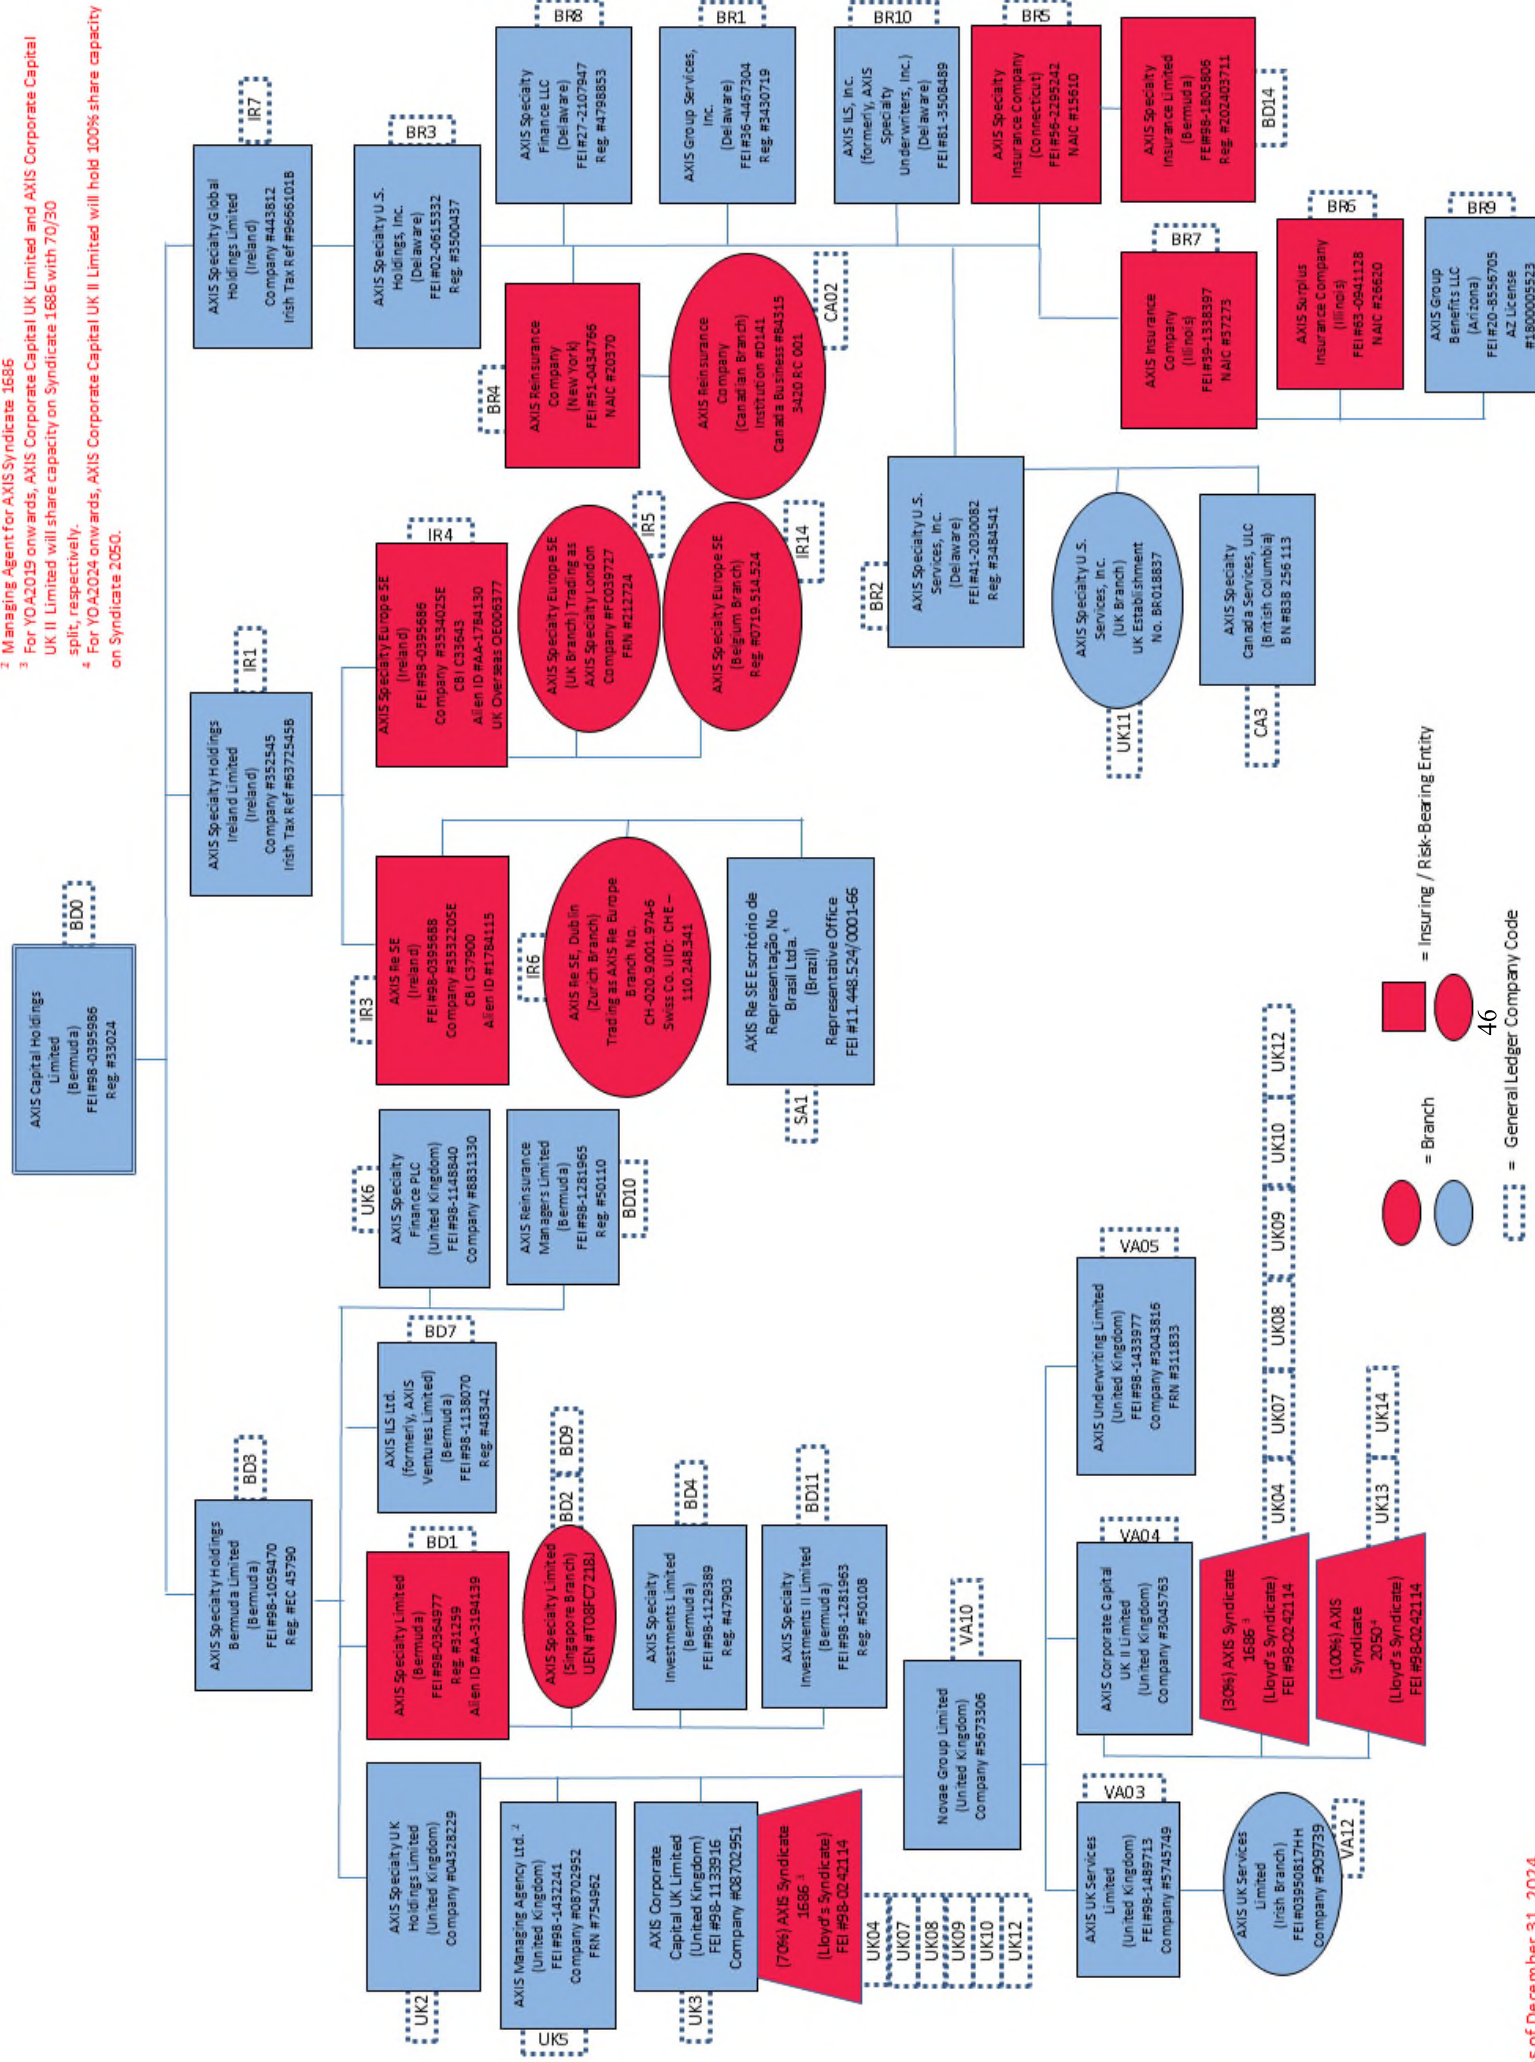 ² Managing Agent for AXIS Syndicate 1686
³ For YOA2019 onwards, AXIS Corporate Capital UK Limited and AXIS Corporate Capital
UK II Limited will share capacity on Syndicate 1686 with 70/30
split, respectively.
⁴ For YOA2024 onwards, AXIS Corporate Capital UK II Limited will hold 100% share capacity
on Syndicate 2050.
AXIS Capital Holdings
Limited
(Bermuda)
FEI #98-0395986
Reg. #33024
BD0
AXIS Specialty Holdings
Bermuda Limited
(Bermuda)
FEI #98-1059470
Reg. #EC 45790
BD3
AXIS Specialty Holdings
Ireland Limited
(Ireland)
Company #352545
Irish Tax Ref #6372545B
IR1
AXIS Specialty Global
Holdings Limited
(Ireland)
Company #443812
Irish Tax Ref #9666101B
IR7
AXIS Specialty UK
Holdings Limited
(United Kingdom)
Company #04328229
UK2
AXIS Managing Agency Ltd. ²
(United Kingdom)
FEI #98-1432241
Company #08702952
FRN #754962
UK5
AXIS Corporate
Capital UK Limited
(United Kingdom)
FEI #98-1133916
Company #08702951
UK3
(70%) AXIS Syndicate
1686 ³
(Lloyd's Syndicate)
FEI #98-0242114
UK04
UK07
UK08
UK09
UK10
UK12
AXIS Specialty Limited
(Bermuda)
FEI #98-0364977
Reg. #31259
Alien ID #AA-3194139
BD1
AXIS Specialty Limited
(Singapore Branch)
UEN #T08FC7218J
BD2
BD9
AXIS Specialty
Investments Limited
(Bermuda)
FEI #98-1129389
Reg. #47903
BD4
AXIS Specialty
Investments II Limited
(Bermuda)
FEI #98-1281963
Reg. #50108
BD11
AXIS ILS Ltd.
(formerly, AXIS
Ventures Limited)
(Bermuda)
FEI #98-1138070
Reg. #48342
BD7
AXIS Specialty
Finance PLC
(United Kingdom)
FEI #98-1148840
Company #8831330
UK6
AXIS Reinsurance
Managers Limited
(Bermuda)
FEI #98-1281965
Reg. #50110
BD10
Novae Group Limited
(United Kingdom)
Company #5673306
VA10
AXIS UK Services
Limited
(United Kingdom)
FEI #98-1489713
Company #5745749
VA03
AXIS UK Services
Limited
(Irish Branch)
FEI #03950817HH
Company #909739
VA12
AXIS Corporate Capital
UK II Limited
(United Kingdom)
Company #3045763
VA04
(30%) AXIS Syndicate
1686 ³
(Lloyd's Syndicate)
FEI #98-0242114
UK04
UK07
UK08
UK09
UK10
UK12
(100%) AXIS
Syndicate
2050⁴
(Lloyd's Syndicate)
FEI #98-0242114
UK13
UK14
AXIS Underwriting Limited
(United Kingdom)
FEI #98-1433977
Company #3043816
FRN #311833
VA05
AXIS Re SE
(Ireland)
FEI #98-0395688
Company #353220SE
CBI C37900
Alien ID #1784115
IR3
AXIS Re SE, Dublin
(Zurich Branch)
Trading as AXIS Re Europe
Branch No.
CH-020.9.001.974-6
Swiss Co. UID: CHE –
110.248.341
IR6
AXIS Re SE Escritório de
Representação No
Brasil Ltda.
(Brazil)
Representative Office
FEI #11.448.524/0001-66
SA1
AXIS Specialty Europe SE
(Ireland)
FEI #98-0395686
Company #353402SE
CBI C33643
Alien ID #AA-1784130
UK Overseas OE006377
IR4
AXIS Specialty Europe SE
(UK Branch) Trading as
AXIS Specialty London
Company #FC039727
FRN #212724
IR5
AXIS Specialty Europe SE
(Belgium Branch)
Reg. #0719.514.524
IR14
AXIS Specialty U.S.
Holdings, Inc.
(Delaware)
FEI #02-0615332
Reg. #3500437
BR3
AXIS Reinsurance
Company
(New York)
FEI #51-0434766
NAIC #20370
BR4
AXIS Reinsurance
Company
(Canadian Branch)
Institution #D141
Canada Business #84315
3420 RC 001
CA02
AXIS Specialty
Finance LLC
(Delaware)
FEI #27-2107947
Reg. #4798853
BR8
AXIS Group Services,
Inc.
(Delaware)
FEI #36-4467304
Reg. #3430719
BR1
AXIS ILS, Inc.
(formerly, AXIS
Specialty
Underwriters, Inc.)
(Delaware)
FEI #81-3508489
BR10
AXIS Specialty
Insurance Company
(Connecticut)
FEI #56-2295242
NAIC #15610
BR5
AXIS Specialty
Insurance Limited
(Bermuda)
FEI #98-1805806
Reg. #202403711
BD14
AXIS Specialty U.S.
Services, Inc.
(Delaware)
FEI #41-2030082
Reg. #3484541
BR2
AXIS Specialty U.S.
Services, Inc.
(UK Branch)
UK Establishment
No. BR018837
UK11
AXIS Specialty
Canada Services, ULC
(British Columbia)
BN #838 256 113
CA3
AXIS Insurance
Company
(Illinois)
FEI #39-1338397
NAIC #37273
BR7
AXIS Surplus
Insurance Company
(Illinois)
FEI #63-0941128
NAIC #26620
BR6
AXIS Group
Benefits LLC
(Arizona)
FEI #20-8556705
AZ License
#1800005523
BR9
= Branch
= Insuring / Risk-Bearing Entity
= General Ledger Company Code
46
s of December 31, 2024